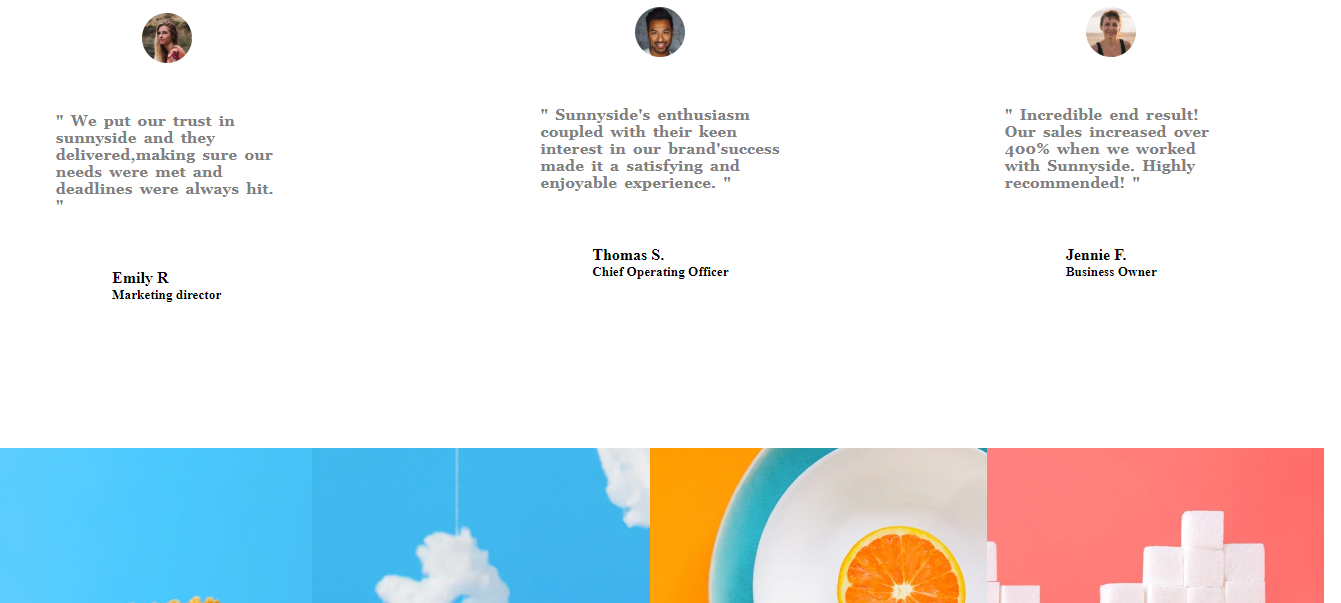 " We put our trust in
sunnyside and they
delivered,making sure our
needs were met and
deadlines were always hit.
"
Emily R
Marketing director
" Sunnyside's enthusiasm
coupled with their keen
interest in our brand'success
made it a satisfying and
enjoyable experience. "
Thomas S.
Chief Operating Officer
" Incredible end result!
Our sales increased over
400% when we worked
with Sunnyside. Highly
recommended! "
Jennie F.
Business Owner